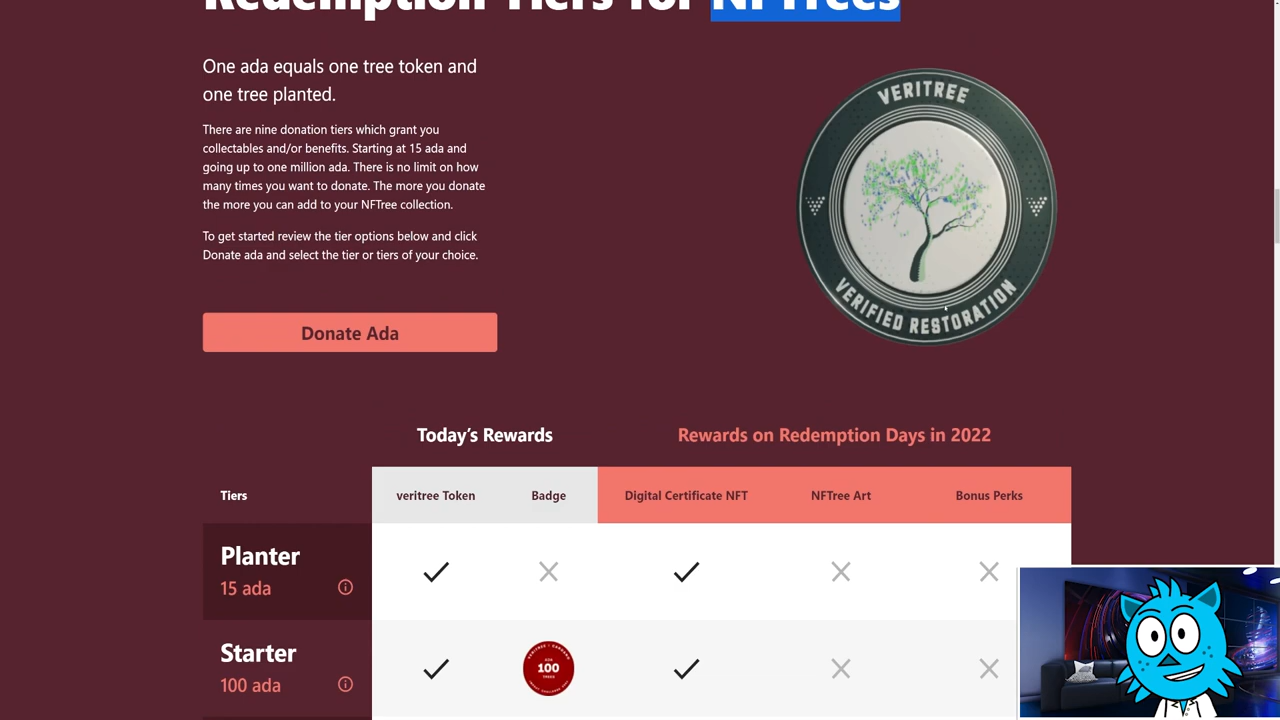 Redemption Tiers for NFTrees
One ada equals one tree token and
one tree planted.
There are nine donation tiers which grant you
collectables and/or benefits. Starting at 15 ada and
going up to one million ada. There is no limit on how
many times you want to donate. The more you donate
the more you can add to your NFTree collection.
To get started review the tier options below and click
Donate ada and select the tier or tiers of your choice.
Donate Ada
VERITREE
VERIFIED RESTORATION
Today's Rewards
Rewards on Redemption Days in 2022
Tiers
veritree Token
Badge
Digital Certificate NFT
NFTree Art
Bonus Perks
Planter
15 ada
Starter
100 ada
100
TREES